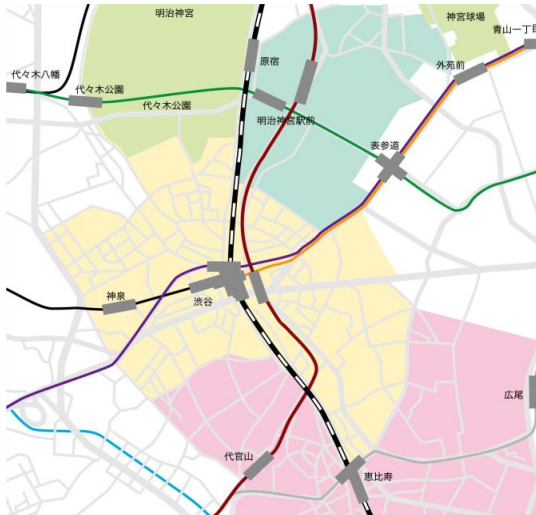 明治神宮
神宮球場
青山一丁目
原宿
外苑前
代々木八幡
代々木公園
代々木公園
明治神宮駅前
表参道
神泉
渋谷
広尾
代官山
恵比寿